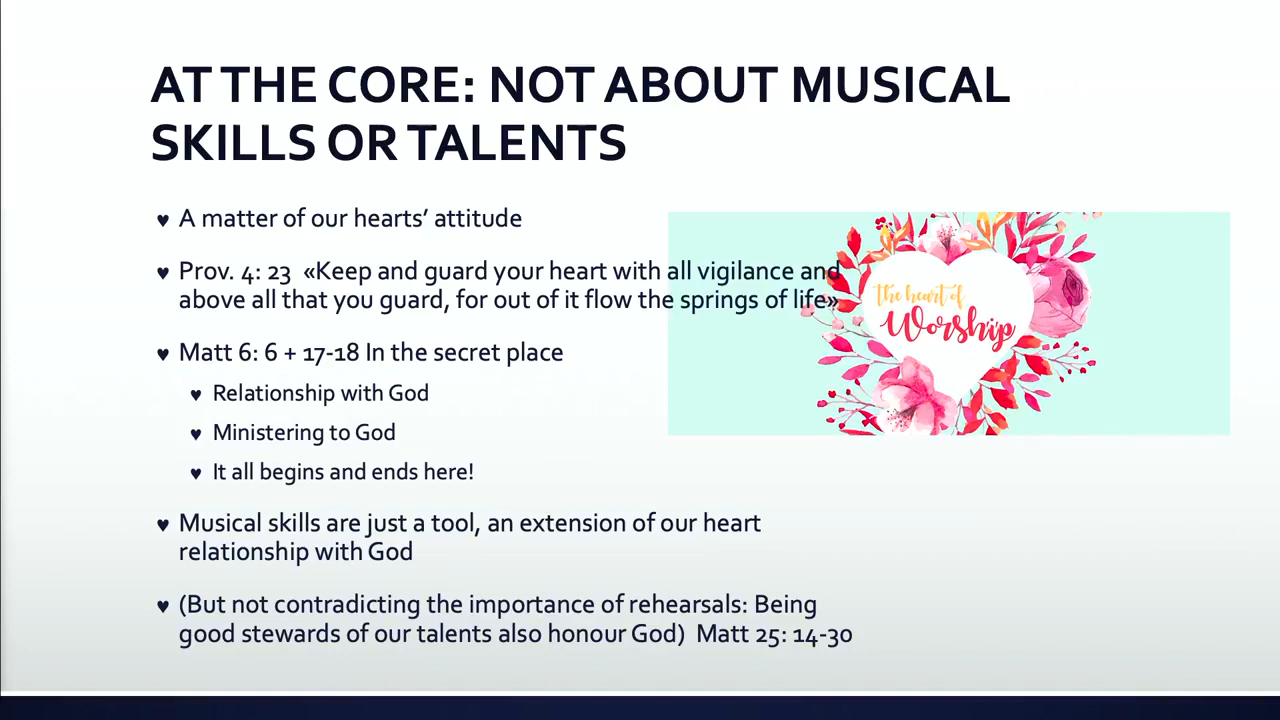 AT THE CORE: NOT ABOUT MUSICAL
SKILLS OR TALENTS
♥ A matter of our hearts’ attitude
♥ Prov. 4: 23  «Keep and guard your heart with all vigilance and
above all that you guard, for out of it flow the springs of life»
♥ Matt 6: 6 + 17-18 In the secret place
♥ Relationship with God
♥ Ministering to God
♥ It all begins and ends here!
♥ Musical skills are just a tool, an extension of our heart
relationship with God
♥ (But not contradicting the importance of rehearsals: Being
good stewards of our talents also honour God)  Matt 25: 14-30
the heart of
Worship